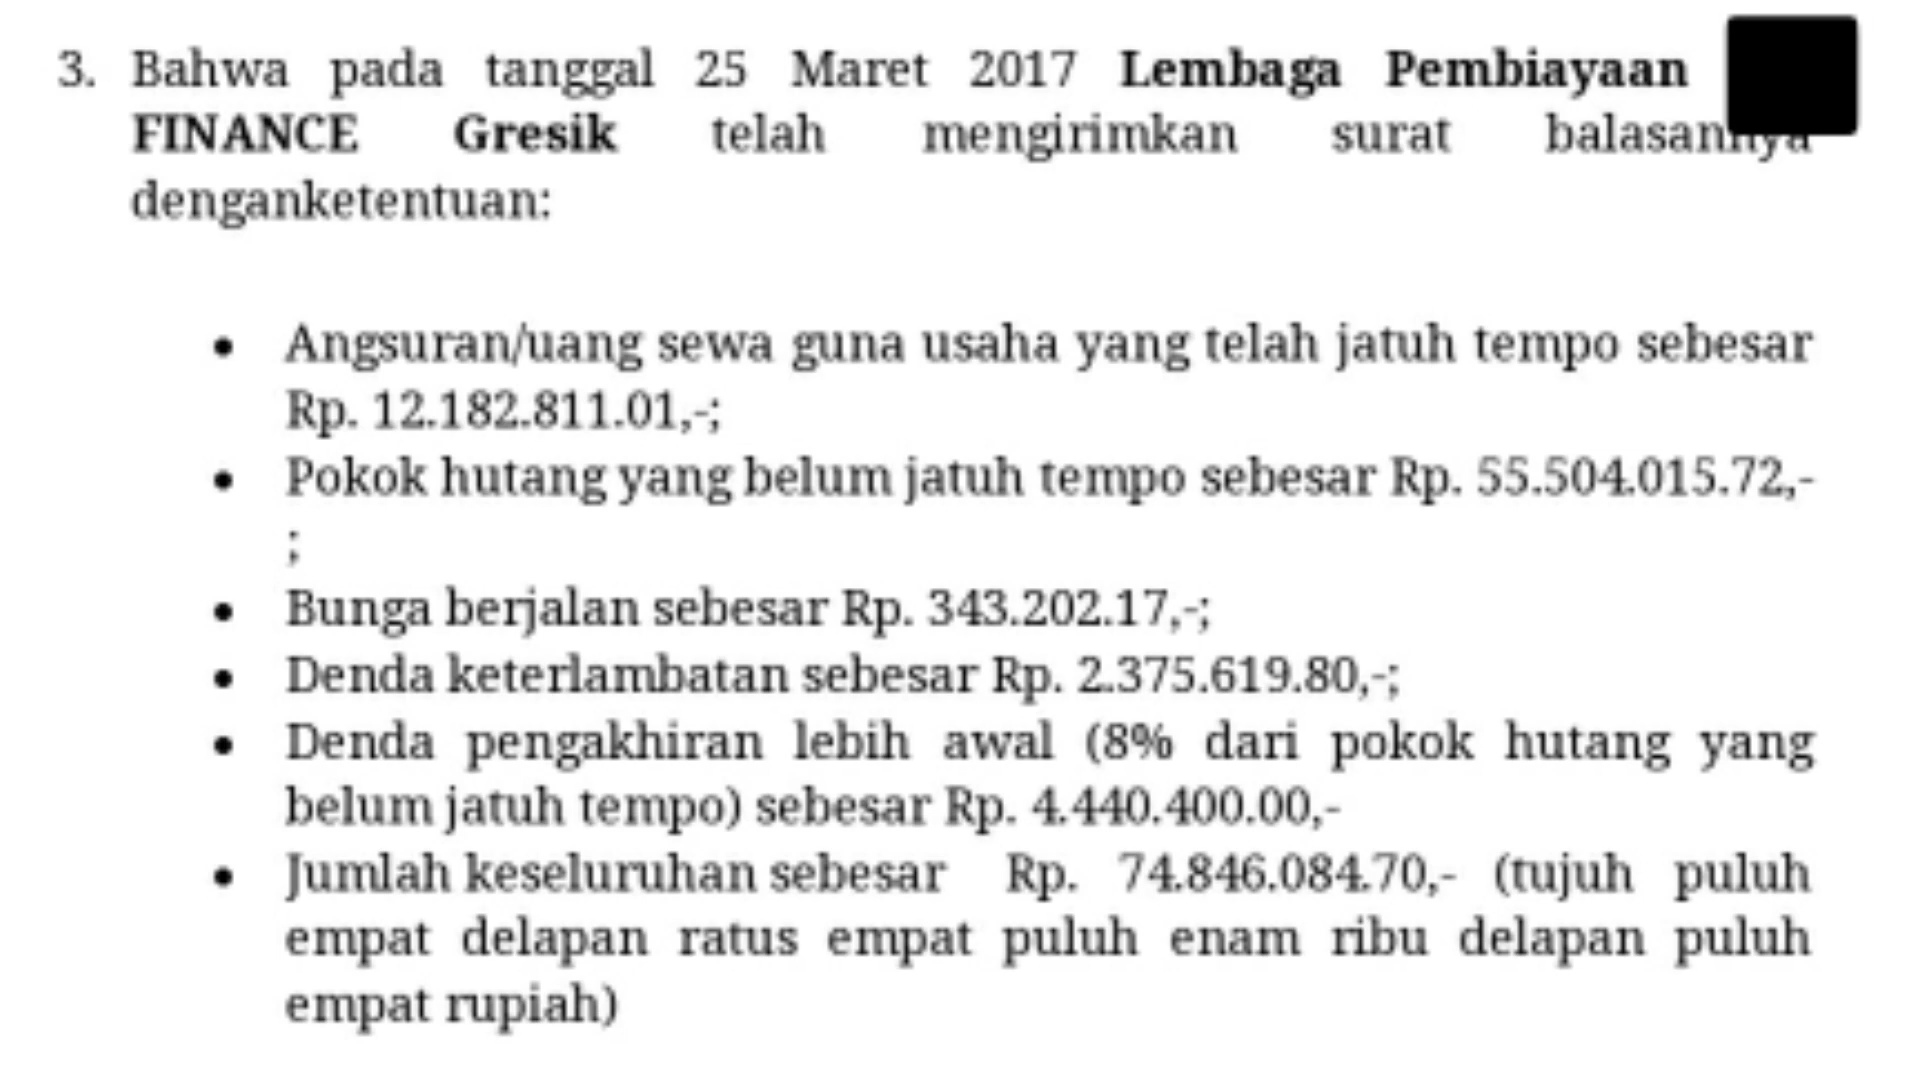 3. Bahwa pada tanggal 25 Maret 2017 Lembaga Pembiayaan
FINANCE Gresik telah mengirimkan surat balasannya
denganketentuan:
• Angsuran/uang sewa guna usaha yang telah jatuh tempo sebesar
Rp. 12.182.811.01,-;
• Pokok hutang yang belum jatuh tempo sebesar Rp. 55.504.015.72,-
;
• Bunga berjalan sebesar Rp. 343.202.17,-;
• Denda keterlambatan sebesar Rp. 2.375.619.80,-;
• Denda pengakhiran lebih awal (8% dari pokok hutang yang
belum jatuh tempo) sebesar Rp. 4.440.400.00,-
• Jumlah keseluruhan sebesar Rp. 74.846.084.70,- (tujuh puluh
empat delapan ratus empat puluh enam ribu delapan puluh
empat rupiah)